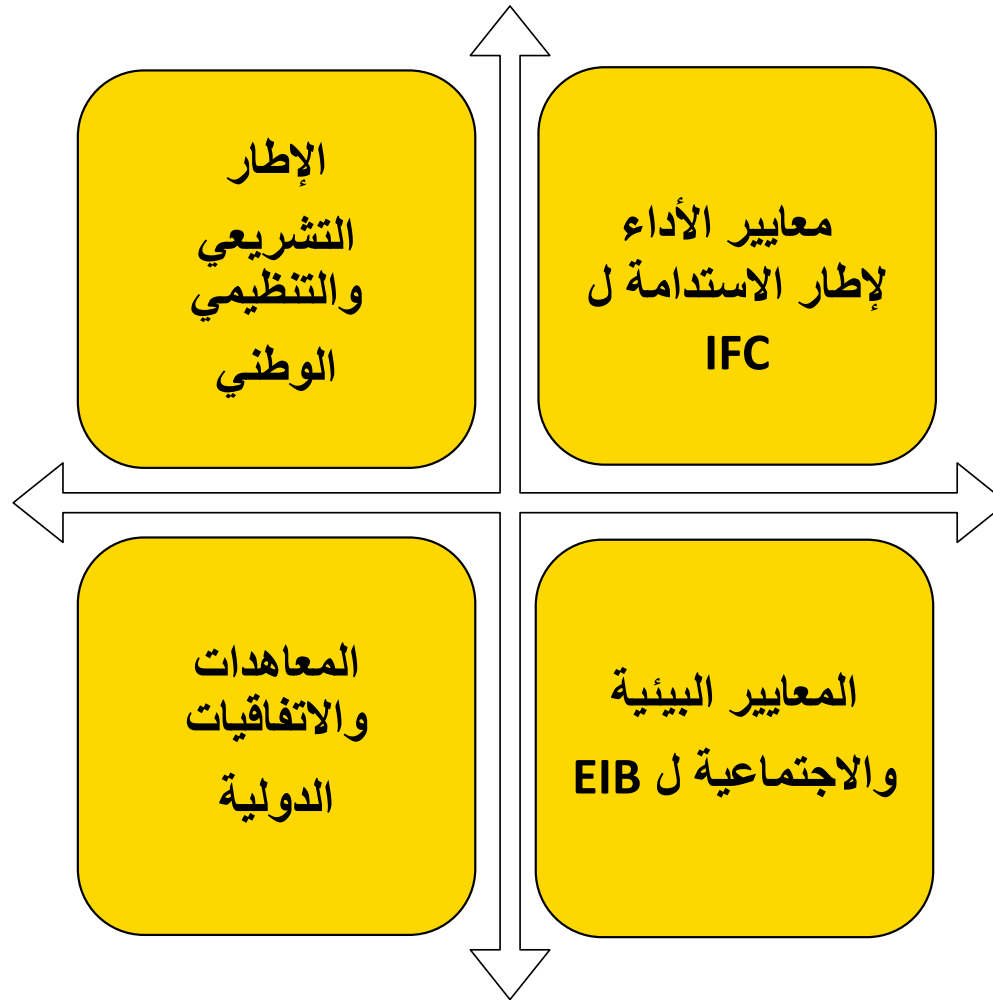 معايير الأداء
لإطار الاستدامة ل
IFC
الإطار
التشريعي
والتنظيمي
الوطني
المعايير البيئية
والاجتماعية ل EIB
المعاهدات
والاتفاقيات
الدولية